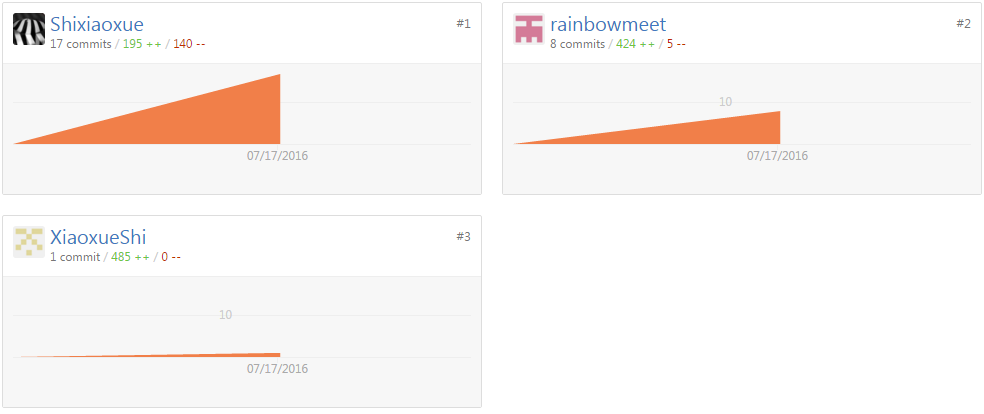 Shixiaoxue #1
17 commits / 195 ++ / 140 --
07/17/2016
rainbowmeet #2
8 commits / 424 ++ / 5 --
10
07/17/2016
XiaoxueShi #3
1 commit / 485 ++ / 0 --
10
07/17/2016